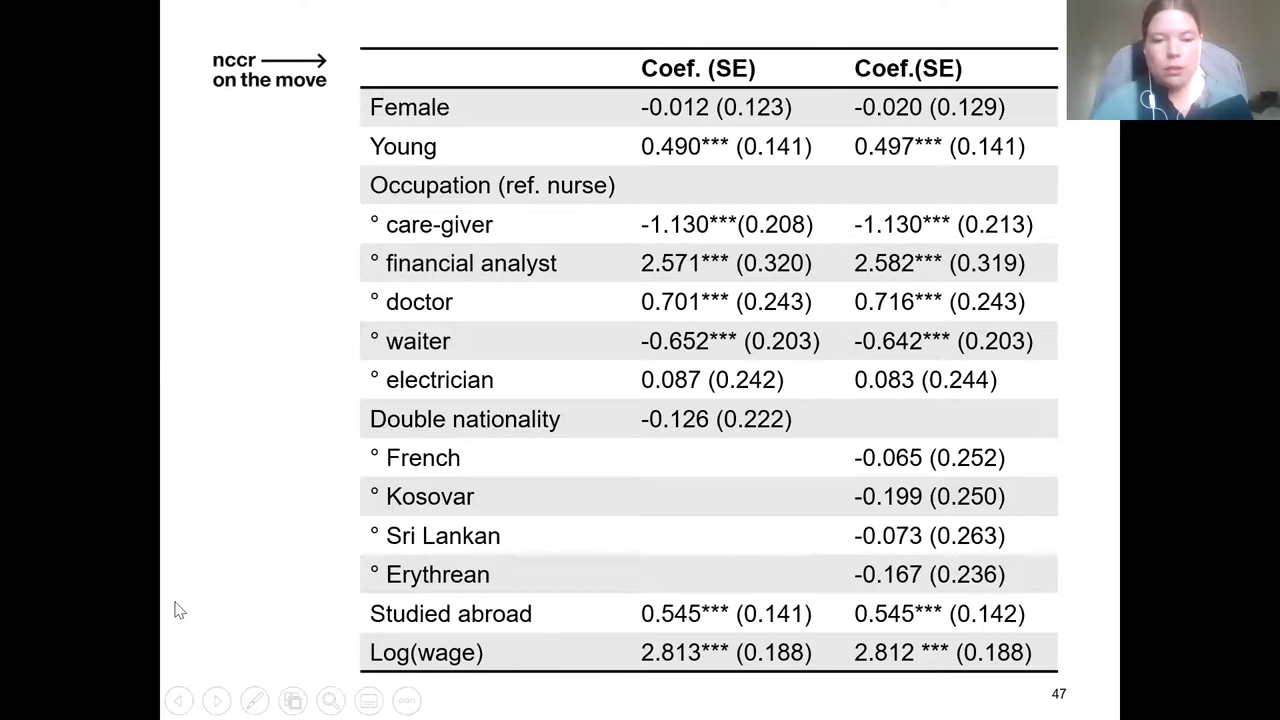 nccr
on the move
Coef. (SE) Coef.(SE)
Female -0.012 (0.123) -0.020 (0.129)
Young 0.490*** (0.141) 0.497*** (0.141)
Occupation (ref. nurse)
° care-giver -1.130***(0.208) -1.130*** (0.213)
° financial analyst 2.571*** (0.320) 2.582*** (0.319)
° doctor 0.701*** (0.243) 0.716*** (0.243)
° waiter -0.652*** (0.203) -0.642*** (0.203)
° electrician 0.087 (0.242) 0.083 (0.244)
Double nationality -0.126 (0.222)
° French -0.065 (0.252)
° Kosovar -0.199 (0.250)
° Sri Lankan -0.073 (0.263)
° Erythrean -0.167 (0.236)
Studied abroad 0.545*** (0.141) 0.545*** (0.142)
Log(wage) 2.813*** (0.188) 2.812 *** (0.188)
47